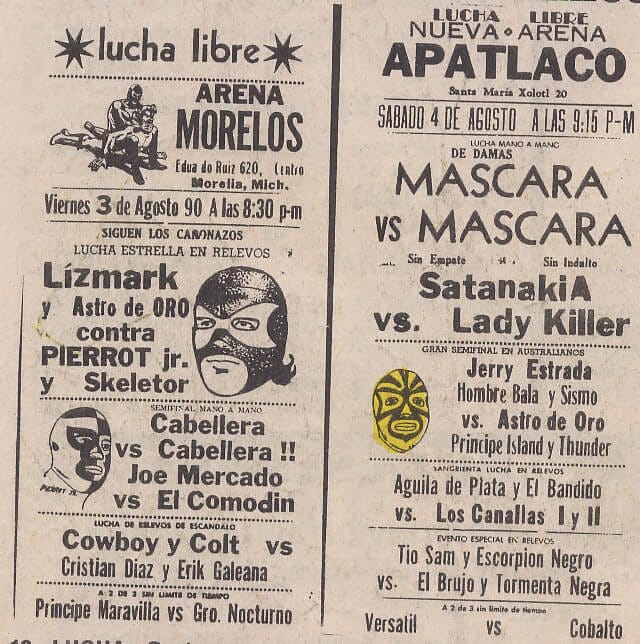 lucha libre
ARENA
MORELOS
Edua do Ruiz 620, Centro
Morelia, Mich.
Viernes 3 de Agosto 90 A las 8:30 p-m
SIGUEN LOS CAÑONAZOS
LUCHA ESTRELLA EN RELEVOS
Lízmark
y Astro de ORO
contra
PIERROT jr.
y Skeletor
SEMIFINAL MANO A MANO
Cabellera
vs Cabellera !!
Joe Mercado
vs El Comodin
PIERROT JR.
LUCHA DE RELEVOS DE ESCANDALO
Cowboy y Colt vs
Cristian Diaz y Erik Galeana
A 2 DE 3 SIN LIMITE DE TIEMPO
Principe Maravilla vs Gro. Nocturno
LUCHA LIBRE
NUEVA ARENA
APATLACO
Santa María Xolotl 20
SABADO 4 DE AGOSTO A LAS 9:15 P-M
LUCHA MANO A MANO
DE DAMAS
MASCARA
vs MASCARA
Sin Empate Sin Indulto
SatanakiA
vs. Lady Killer
GRAN SEMIFINAL EN AUSTRALIANOS
Jerry Estrada
Hombre Bala y Sismo
vs. Astro de Oro
Principe Island y Thunder
SANGRIENTA LUCHA EN RELEVOS
Aguila de Plata y El Bandido
vs. Los Canallas I y II
EVENTO ESPECIAL EN RELEVOS
Tio Sam y Escorpion Negro
vs. El Brujo y Tormenta Negra
A 2 de 3 sin limite de tiempo
Versatil vs Cobalto